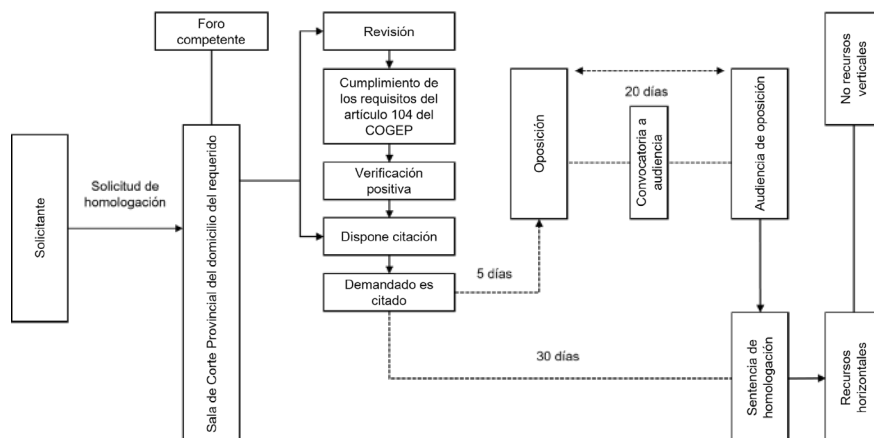 Solicitante
Solicitud de
homologación
Foro
competente
Sala de Corte Provincial del domicilio del requerido
Revisión
Cumplimiento de
los requisitos del
artículo 104 del
COGEP
Verificación
positiva
Dispone citación
Demandado es
citado
5 días
30 días
Oposición
20 días
Convocatoria a
audiencia
Audiencia de oposición
Sentencia de
homologación
Recursos
horizontales
No recursos
verticales